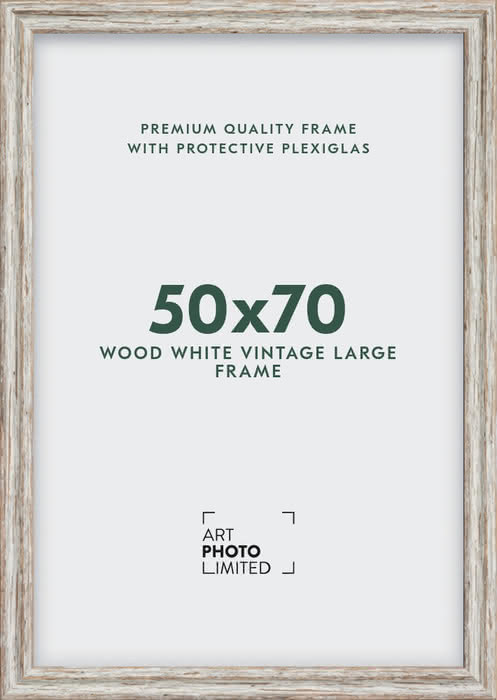 PREMIUM QUALITY FRAME
WITH PROTECTIVE PLEXIGLAS
50x70
WOOD WHITE VINTAGE LARGE
FRAME
ART
PHOTO
LIMITED